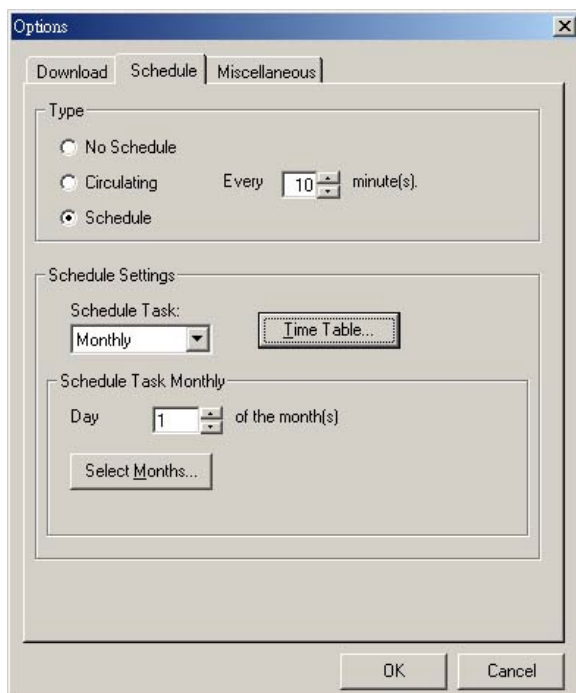 Options
Download Schedule Miscellaneous
Type
No Schedule
Circulating Every 10 minute(s).
Schedule
Schedule Settings
Schedule Task:
Monthly Time Table...
Schedule Task Monthly
Day 1 of the month(s)
Select Months...
OK Cancel